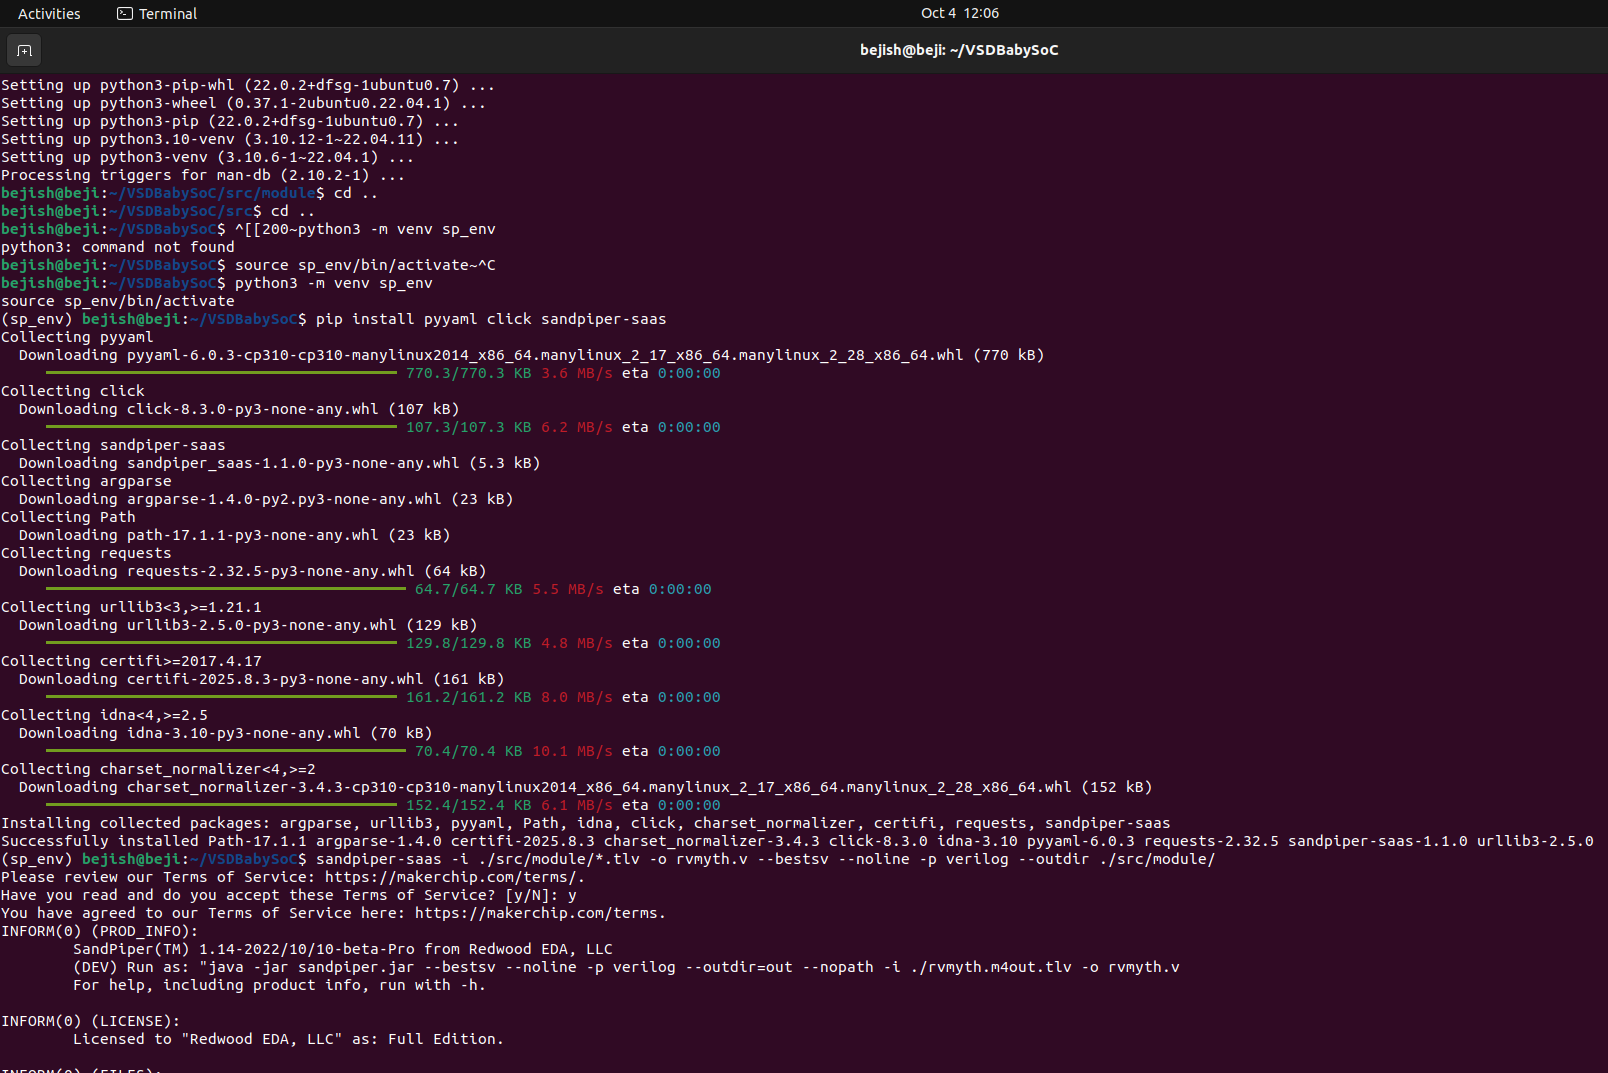 Activities
Terminal
Oct 4 12:06
bejish@beji: ~/VSDBabySoC
Setting up python3-pip-whl (22.0.2+dfsg-1ubuntu0.7) ...
Setting up python3-wheel (0.37.1-2ubuntu0.22.04.1) ...
Setting up python3-pip (22.0.2+dfsg-1ubuntu0.7) ...
Setting up python3.10-venv (3.10.12-1~22.04.11) ...
Setting up python3-venv (3.10.6-1~22.04.1) ...
Processing triggers for man-db (2.10.2-1) ...
bejish@beji:~/VSDBabySoC/src/module$ cd ..
bejish@beji:~/VSDBabySoC/src$ cd ..
bejish@beji:~/VSDBabySoC$ ^[[200~python3 -m venv sp_env
python3: command not found
bejish@beji:~/VSDBabySoC$ source sp_env/bin/activate~^C
bejish@beji:~/VSDBabySoC$ python3 -m venv sp_env
source sp_env/bin/activate
(sp_env) bejish@beji:~/VSDBabySoC$ pip install pyyaml click sandpiper-saas
Collecting pyyaml
  Downloading pyyaml-6.0.3-cp310-cp310-manylinux2014_x86_64.manylinux_2_17_x86_64.manylinux_2_28_x86_64.whl (770 kB)
770.3/770.3 KB 3.6 MB/s eta 0:00:00
Collecting click
  Downloading click-8.3.0-py3-none-any.whl (107 kB)
107.3/107.3 KB 6.2 MB/s eta 0:00:00
Collecting sandpiper-saas
  Downloading sandpiper_saas-1.1.0-py3-none-any.whl (5.3 kB)
Collecting argparse
  Downloading argparse-1.4.0-py2.py3-none-any.whl (23 kB)
Collecting Path
  Downloading path-17.1.1-py3-none-any.whl (23 kB)
Collecting requests
  Downloading requests-2.32.5-py3-none-any.whl (64 kB)
64.7/64.7 KB 5.5 MB/s eta 0:00:00
Collecting urllib3<3,>=1.21.1
  Downloading urllib3-2.5.0-py3-none-any.whl (129 kB)
129.8/129.8 KB 4.8 MB/s eta 0:00:00
Collecting certifi>=2017.4.17
  Downloading certifi-2025.8.3-py3-none-any.whl (161 kB)
161.2/161.2 KB 8.0 MB/s eta 0:00:00
Collecting idna<4,>=2.5
  Downloading idna-3.10-py3-none-any.whl (70 kB)
70.4/70.4 KB 10.1 MB/s eta 0:00:00
Collecting charset_normalizer<4,>=2
  Downloading charset_normalizer-3.4.3-cp310-cp310-manylinux2014_x86_64.manylinux_2_17_x86_64.manylinux_2_28_x86_64.whl (152 kB)
152.4/152.4 KB 6.1 MB/s eta 0:00:00
Installing collected packages: argparse, urllib3, pyyaml, Path, idna, click, charset_normalizer, certifi, requests, sandpiper-saas
Successfully installed Path-17.1.1 argparse-1.4.0 certifi-2025.8.3 charset_normalizer-3.4.3 click-8.3.0 idna-3.10 pyyaml-6.0.3 requests-2.32.5 sandpiper-saas-1.1.0 urllib3-2.5.0
(sp_env) bejish@beji:~/VSDBabySoC$ sandpiper-saas -i ./src/module/*.tlv -o rvmyth.v --bestsv --noline -p verilog --outdir ./src/module/
Please review our Terms of Service: https://makerchip.com/terms/.
Have you read and do you accept these Terms of Service? [y/N]: y
You have agreed to our Terms of Service here: https://makerchip.com/terms.
INFORM(0) (PROD_INFO):
        SandPiper(TM) 1.14-2022/10/10-beta-Pro from Redwood EDA, LLC
        (DEV) Run as: "java -jar sandpiper.jar --bestsv --noline -p verilog --outdir=out --nopath -i ./rvmyth.m4out.tlv -o rvmyth.v
        For help, including product info, run with -h.
INFORM(0) (LICENSE):
        Licensed to "Redwood EDA, LLC" as: Full Edition.
INFORM(0) (FILES):